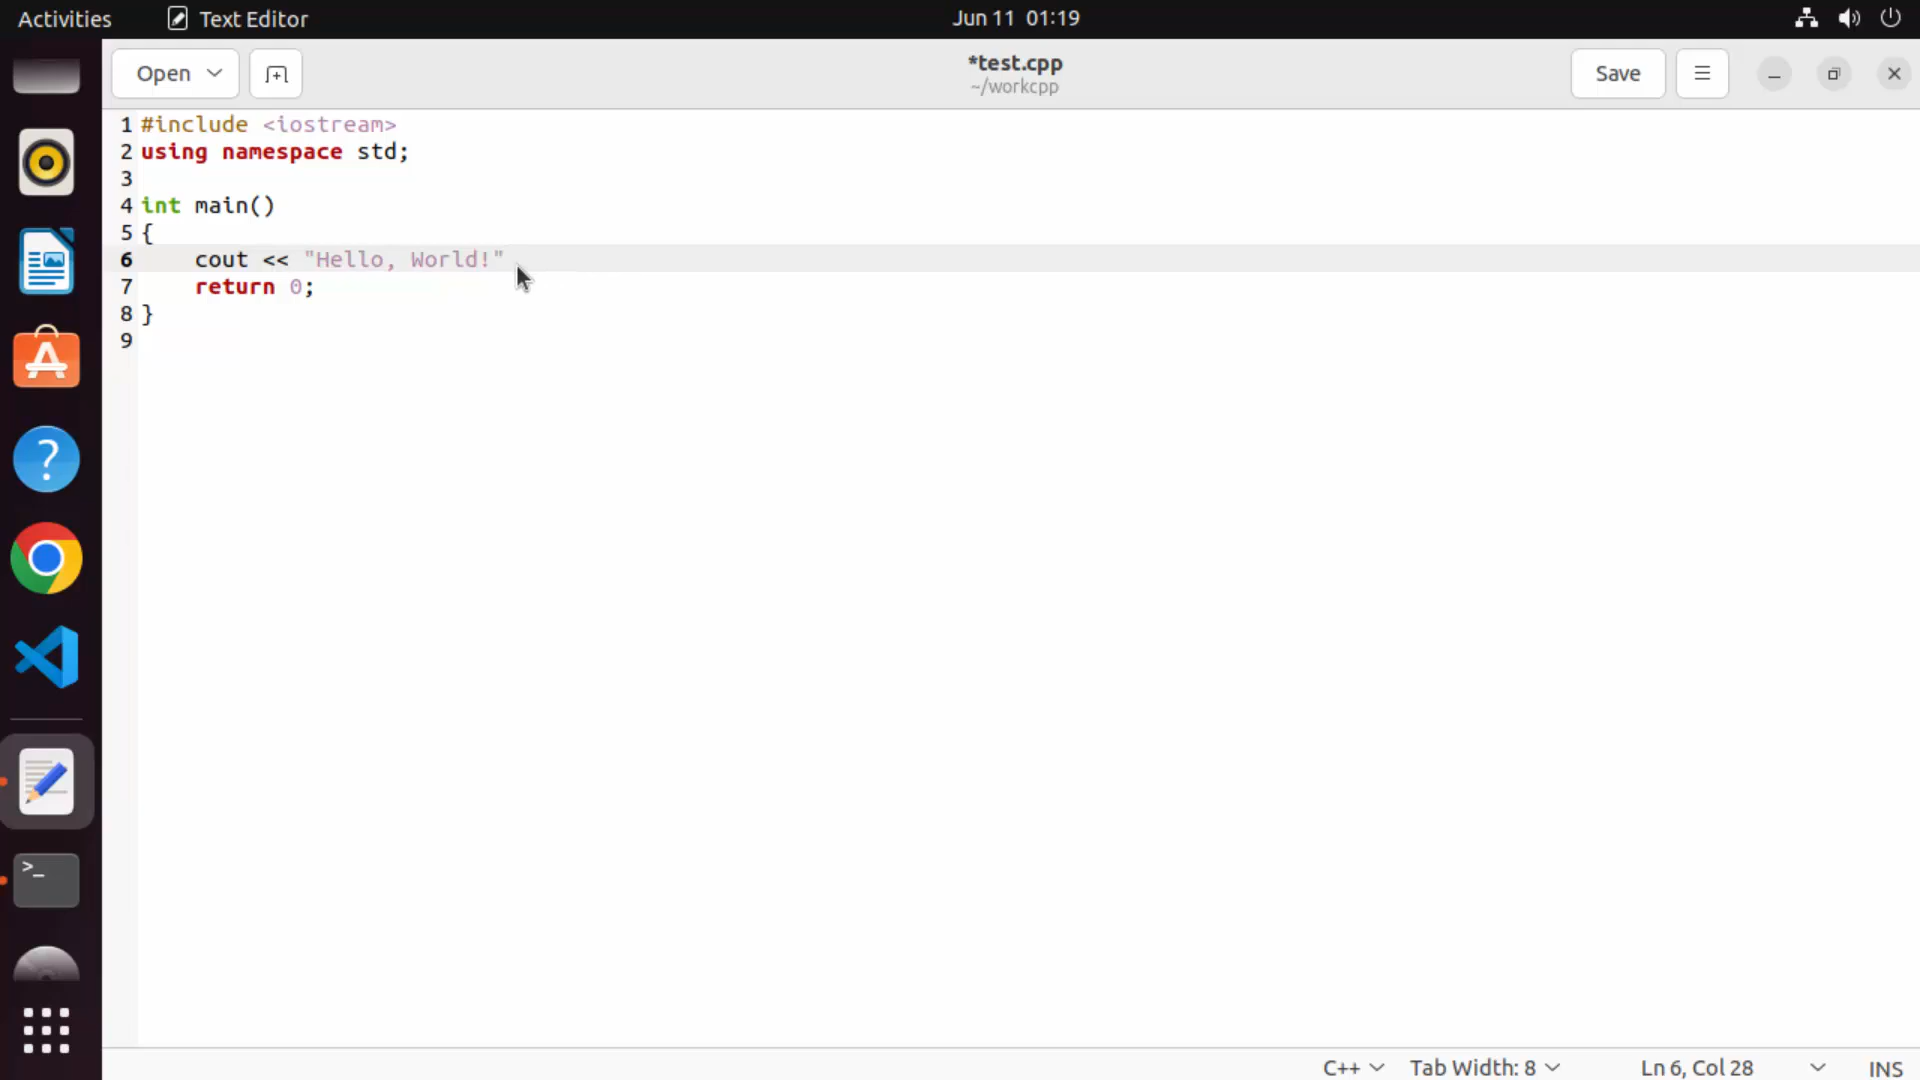 Activities Text Editor Jun 11 01:19
Open *test.cpp Save
~/workcpp
1 #include <iostream>
2 using namespace std;
3
4 int main()
5 {
6     cout << "Hello, World!"
7     return 0;
8 }
9
C++ Tab Width: 8 Ln 6, Col 28 INS